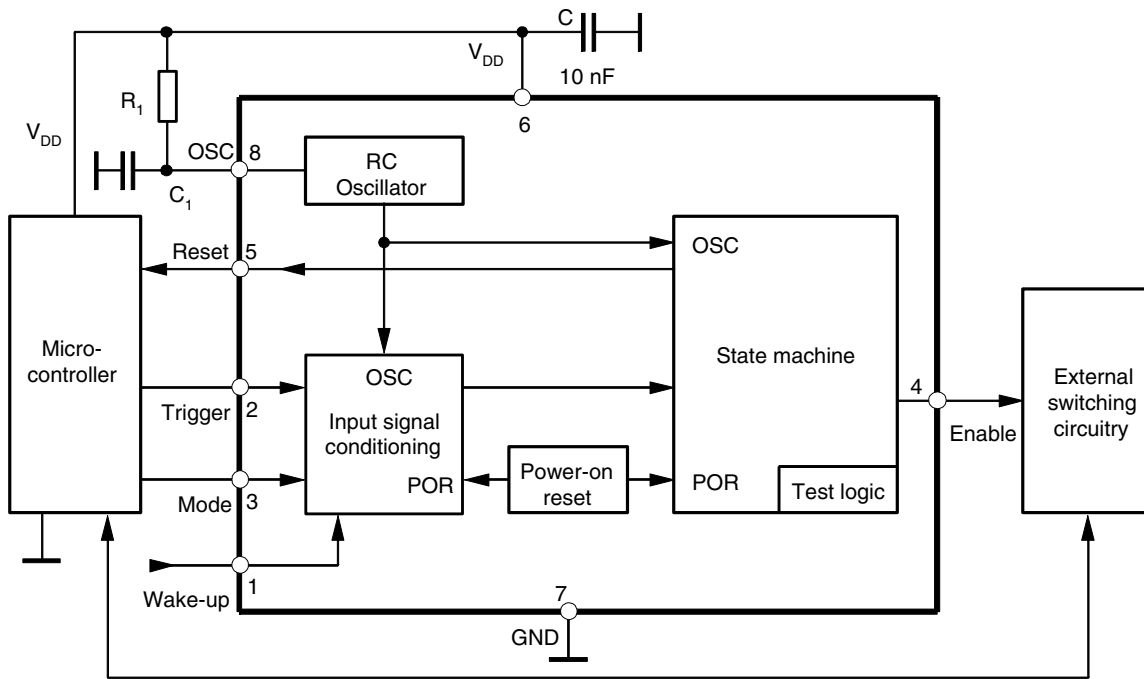 C
V_DD
10 nF
R_1
V_DD
6
OSC
8
RC
Oscillator
C_1
Reset
5
OSC
Micro-
controller
State machine
OSC
Trigger
2
Input signal
conditioning
4
Enable
External
switching
circuitry
Mode
3
POR
Power-on
reset
POR
Test logic
Wake-up
1
7
GND